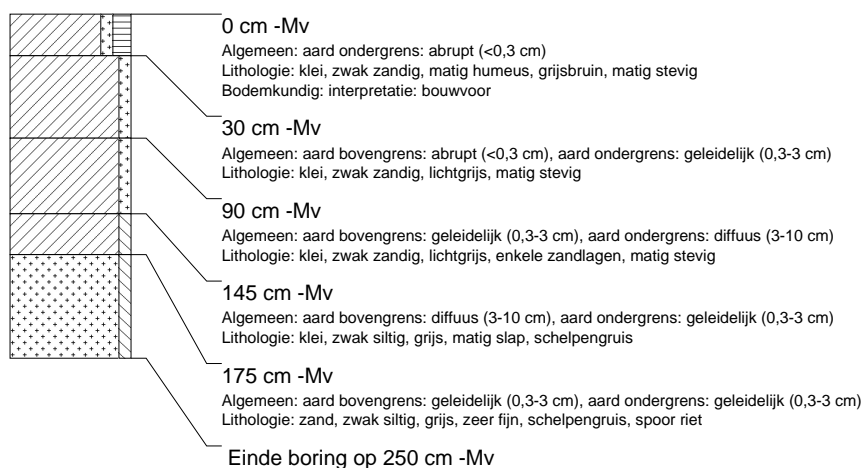 0 cm -Mv
Algemeen: aard ondergrens: abrupt (<0,3 cm)
Lithologie: klei, zwak zandig, matig humeus, grijsbruin, matig stevig
Bodemkundig: interpretatie: bouwvoor
30 cm -Mv
Algemeen: aard bovengrens: abrupt (<0,3 cm), aard ondergrens: geleidelijk (0,3-3 cm)
Lithologie: klei, zwak zandig, lichtgrijs, matig stevig
90 cm -Mv
Algemeen: aard bovengrens: geleidelijk (0,3-3 cm), aard ondergrens: diffuus (3-10 cm)
Lithologie: klei, zwak zandig, lichtgrijs, enkele zandlagen, matig stevig
145 cm -Mv
Algemeen: aard bovengrens: diffuus (3-10 cm), aard ondergrens: geleidelijk (0,3-3 cm)
Lithologie: klei, zwak siltig, grijs, matig slap, schelpengruis
175 cm -Mv
Algemeen: aard bovengrens: geleidelijk (0,3-3 cm), aard ondergrens: geleidelijk (0,3-3 cm)
Lithologie: zand, zwak siltig, grijs, zeer fijn, schelpengruis, spoor riet
Einde boring op 250 cm -Mv